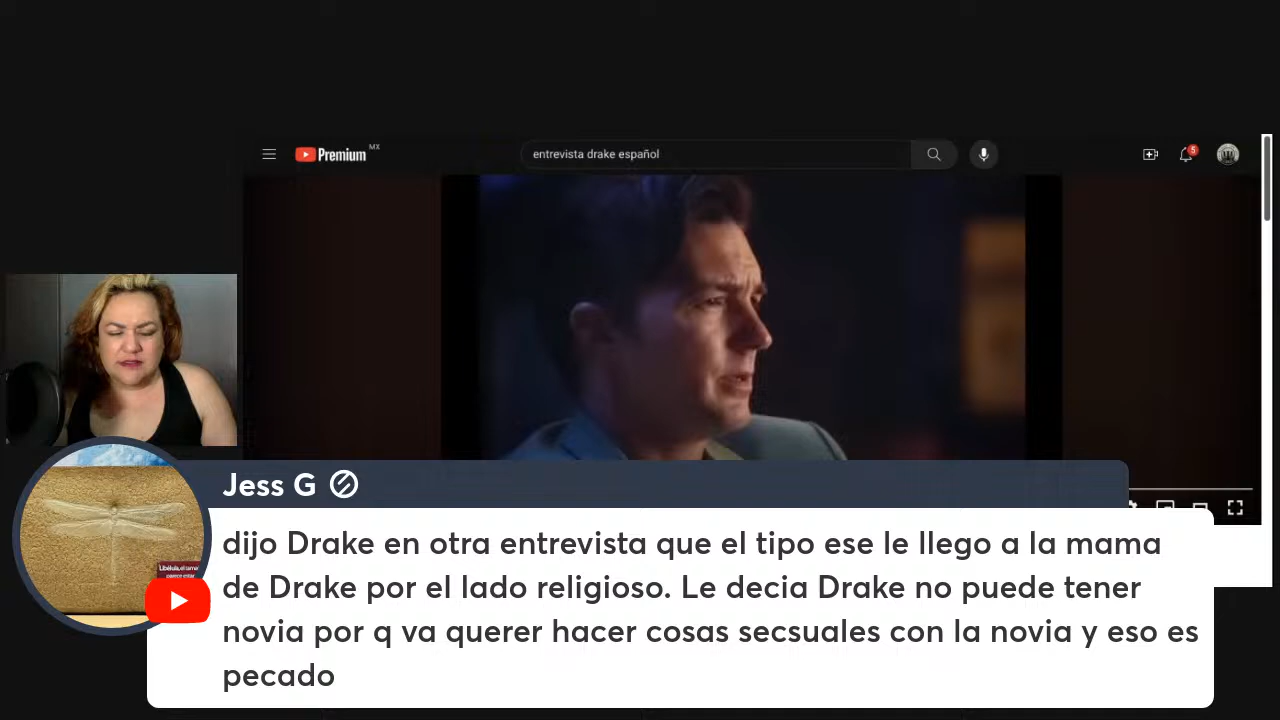 Premium MX
entrevista drake español
5
Jess G
dijo Drake en otra entrevista que el tipo ese le llego a la mama
de Drake por el lado religioso. Le decia Drake no puede tener
novia por q va querer hacer cosas secsuales con la novia y eso es
pecado